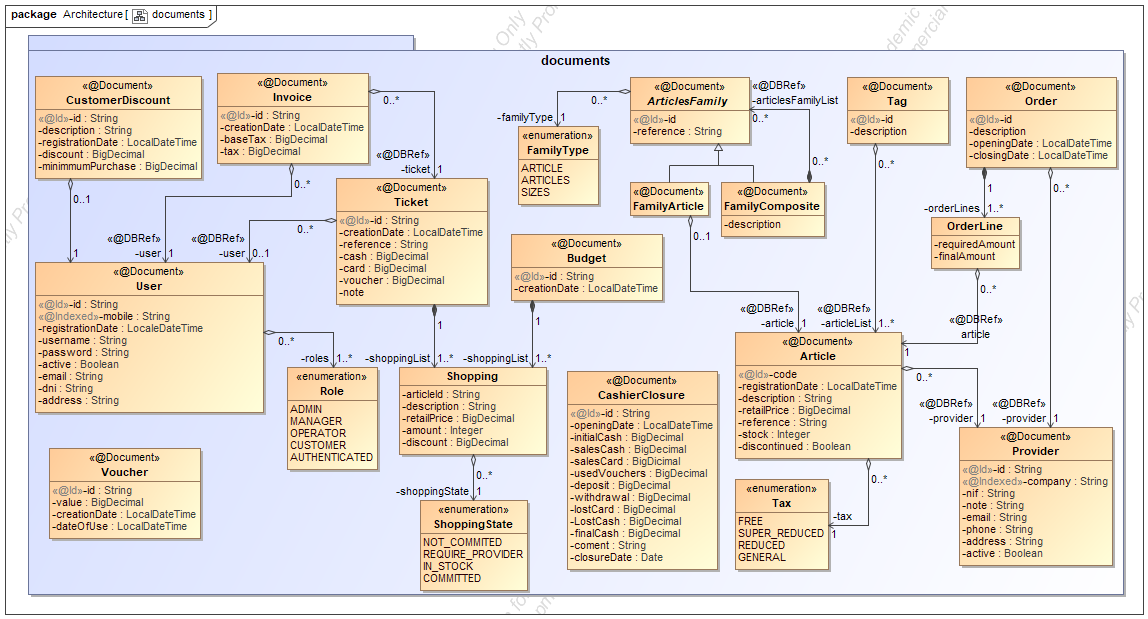 package Architecture[ documents ]
documents
«@Document»
CustomerDiscount
«@Id»-id : String
-description : String
-registrationDate : LocalDateTime
-discount : BigDecimal
-minimmumPurchase : BigDecimal
0..1
1
«@Document»
Invoice
«@Id»-id : String
-creationDate : LocalDateTime
-baseTax : BigDecimal
-tax : BigDecimal
0..*
«@DBRef»
-ticket 1
0..*
«@DBRef»
-user 1
«@Document»
Ticket
«@Id»-id : String
-creationDate : LocalDateTime
-reference : String
-cash : BigDecimal
-card : BigDecimal
-voucher : BigDecimal
-note
0..*
«@DBRef»
-user 0..1
1
-shoppingList 1..*
«@Document»
User
«@Id»-id : String
«@Indexed»-mobile : String
-registrationDate : LocaleDateTime
-username : String
-password : String
-active : Boolean
-email : String
-dni : String
-address : String
0..*
-roles 1..*
«enumeration»
Role
ADMIN
MANAGER
OPERATOR
CUSTOMER
AUTHENTICATED
«@Document»
Voucher
«@Id»-id : String
-value : BigDecimal
-creationDate : LocalDateTime
-dateOfUse : LocalDateTime
«@Document»
Budget
«@Id»-id : String
-creationDate : LocalDateTime
1
-shoppingList 1..*
Shopping
-articleId : String
-description : String
-retailPrice : BigDecimal
-amount : Integer
-discount : BigDecimal
0..*
-shoppingState 1
«enumeration»
ShoppingState
NOT_COMMITED
REQUIRE_PROVIDER
IN_STOCK
COMMITTED
«@Document»
CashierClosure
«@Id»-id : String
-openingDate : LocalDateTime
-initialCash : BigDecimal
-salesCash : BigDecimal
-salesCard : BigDicimal
-usedVouchers : BigDecimal
-deposit : BigDecimal
-withdrawal : BigDecimal
-lostCard : BigDecimal
-LostCash : BigDecimal
-finalCash : BigDecimal
-coment : String
-closureDate : Date
«@Document»
ArticlesFamily
«@Id»-id
-reference : String
0..*
-familyType 1
«enumeration»
FamilyType
ARTICLE
ARTICLES
SIZES
«@DBRef»
-articlesFamilyList
0..*
0..*
«@Document»
FamilyArticle
«@Document»
FamilyComposite
-description
0..1
«@DBRef»
-article 1
«@Document»
Tag
«@Id»-id
-description
0..*
«@DBRef»
-articleList 1..*
«@Document»
Order
«@Id»-id
-description
-openingDate : LocalDateTime
-closingDate : LocalDateTime
1
-orderLines 1..*
0..*
OrderLine
-requiredAmount
-finalAmount
0..*
«@DBRef»
article
1
«@Document»
Article
«@Id»-code
-registrationDate : LocalDateTime
-description : String
-retailPrice : BigDecimal
-reference : String
-stock : Integer
-discontinued : Boolean
0..*
«@DBRef»
-provider 1
«@DBRef»
-provider 1
0..*
-tax
1
«enumeration»
Tax
FREE
SUPER_REDUCED
REDUCED
GENERAL
«@Document»
Provider
«@Id»-id : String
«@Indexed»-company : String
-nif : String
-note : String
-email : String
-phone : String
-address : String
-active : Boolean